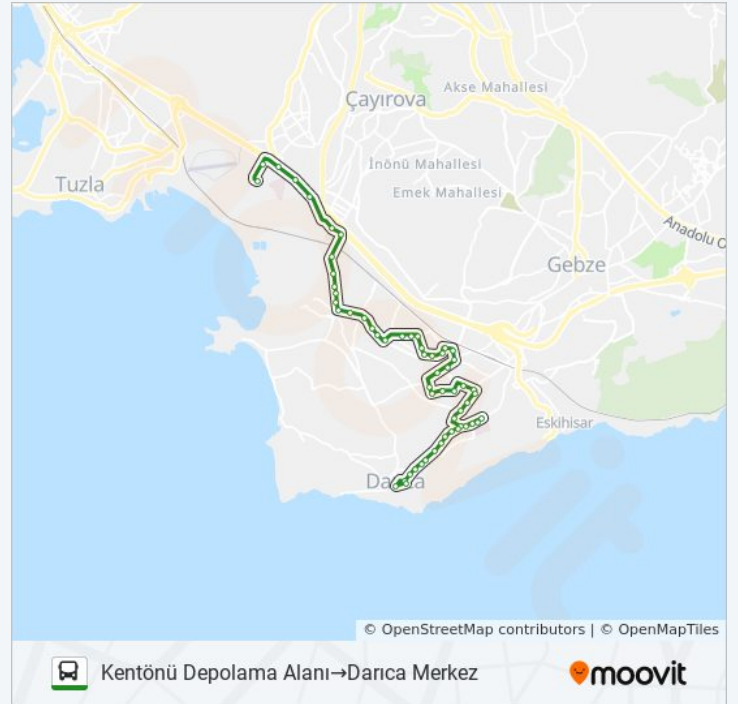 Akse Mahallesi
Çayırova
İnönü Mahallesi
Tuzla
Emek Mahallesi
Anadolu O
Gebze
Eskihisar
© OpenStreetMap contributors | © OpenMapTiles
Kentönü Depolama Alanı→Darıca Merkez
moovit